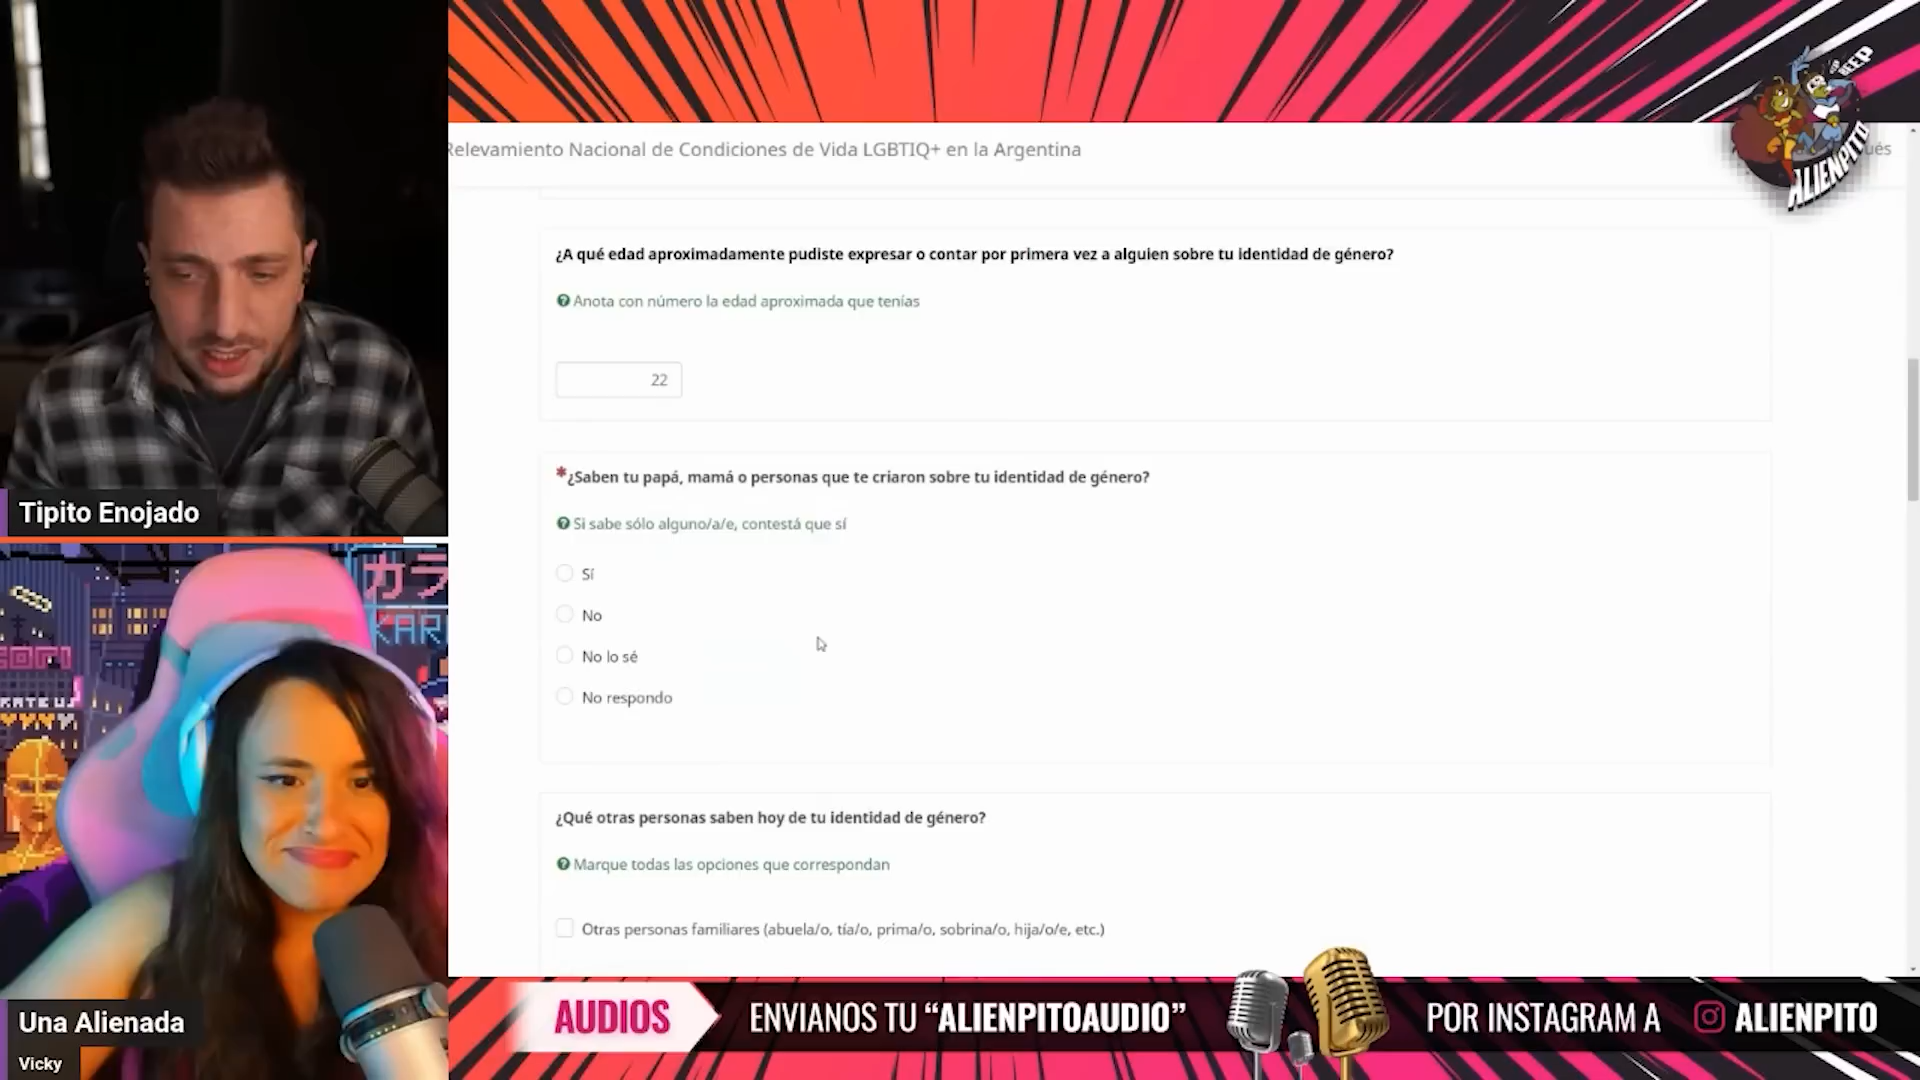 Relevamiento Nacional de Condiciones de Vida LGBTIQ+ en la Argentina
BEEP
ALIENPITO
¿A qué edad aproximadamente pudiste expresar o contar por primera vez a alguien sobre tu identidad de género?
Anota con número la edad aproximada que tenías
22
*¿Saben tu papá, mamá o personas que te criaron sobre tu identidad de género?
Si sabe sólo alguno/a/e, contestá que sí
Sí
No
No lo sé
No respondo
¿Qué otras personas saben hoy de tu identidad de género?
Marque todas las opciones que correspondan
Otras personas familiares (abuela/o, tía/o, prima/o, sobrina/o, hija/o/e, etc.)
Tipito Enojado
カラ
KAR
Una Alienada
Vicky
AUDIOS
ENVIANOS TU “ALIENPITOAUDIO”
POR INSTAGRAM A
ALIENPITO